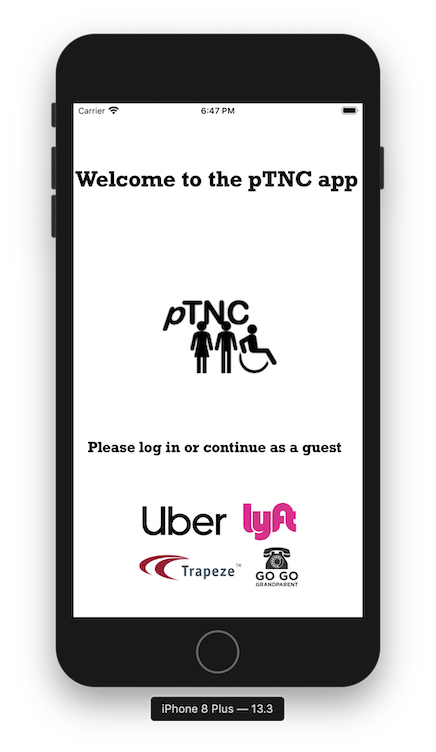 Carrier 6:47 PM
Welcome to the pTNC app
pTNC
Please log in or continue as a guest
Uber lyft
Trapeze™ GO GO
GRANDPARENT
iPhone 8 Plus — 13.3